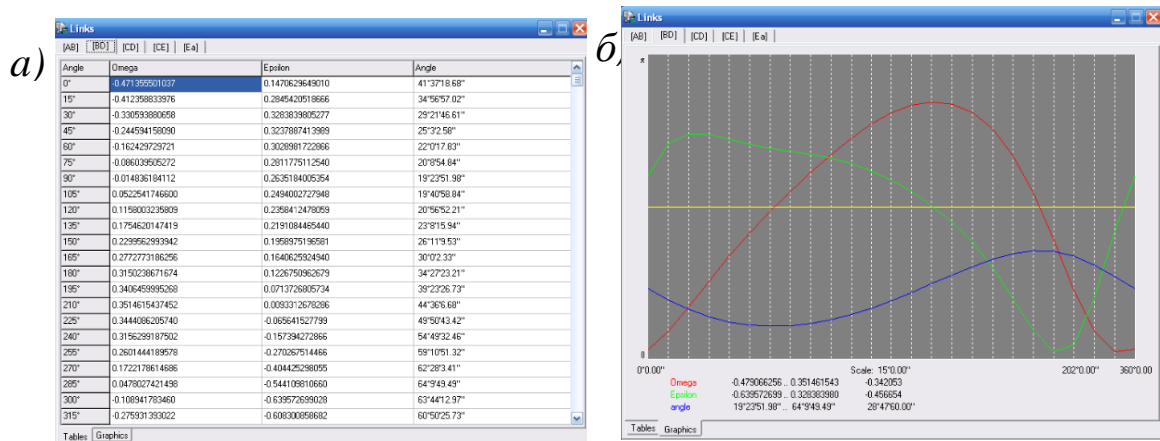 а)
Links
[AB] [BD] [CD] [CE] [Ea]
Angle Omega Epsilon Angle
0° -0.471355501037 0.1470629649010 41°37'18.68"
15° -0.412358833976 0.2845420518666 34°56'57.02"
30° -0.330593880658 0.3283839805277 29°21'46.61"
45° -0.244594158090 0.3237887413989 25°3'2.58"
60° -0.162429729721 0.3028981722866 22°0'17.83"
75° -0.086039505272 0.2811775112540 20°8'54.84"
90° -0.014836184112 0.2635184005354 19°23'51.98"
105° 0.0522541746600 0.2494002727948 19°40'58.84"
120° 0.1158003235809 0.2358412478059 20°56'52.21"
135° 0.1754620147419 0.2191084465440 23°8'15.94"
150° 0.2299562993942 0.1958975196581 26°11'9.53"
165° 0.2772773186256 0.1640625924940 30°0'2.33"
180° 0.3150238671674 0.1226750962679 34°27'23.21"
195° 0.3406459995268 0.0713726805734 39°23'26.73"
210° 0.3514615437452 0.0093312678286 44°36'6.68"
225° 0.3444086205740 -0.065641527799 49°50'43.42"
240° 0.3156299187502 -0.157394272866 54°49'32.46"
255° 0.2601444189578 -0.270267514466 59°10'51.32"
270° 0.1722178614686 -0.404425298055 62°28'3.41"
285° 0.0478027421498 -0.544109810660 64°9'49.49"
300° -0.108941783460 -0.639572699028 63°44'12.97"
315° -0.275931393022 -0.608300858682 60°50'25.73"
Tables Graphics
б)
Links
[AB] [BD] [CD] [CE] [Ea]
0
0°0.00" Scale: 15°0.00" 202°0.00" 360°0.00
Omega -0.479066256 .. 0.351461543 -0.342053
Epsilon -0.639572699 .. 0.328383980 -0.456654
angle 19°23'51.98" .. 64°9'49.49" 28°47'60.00"
Tables Graphics